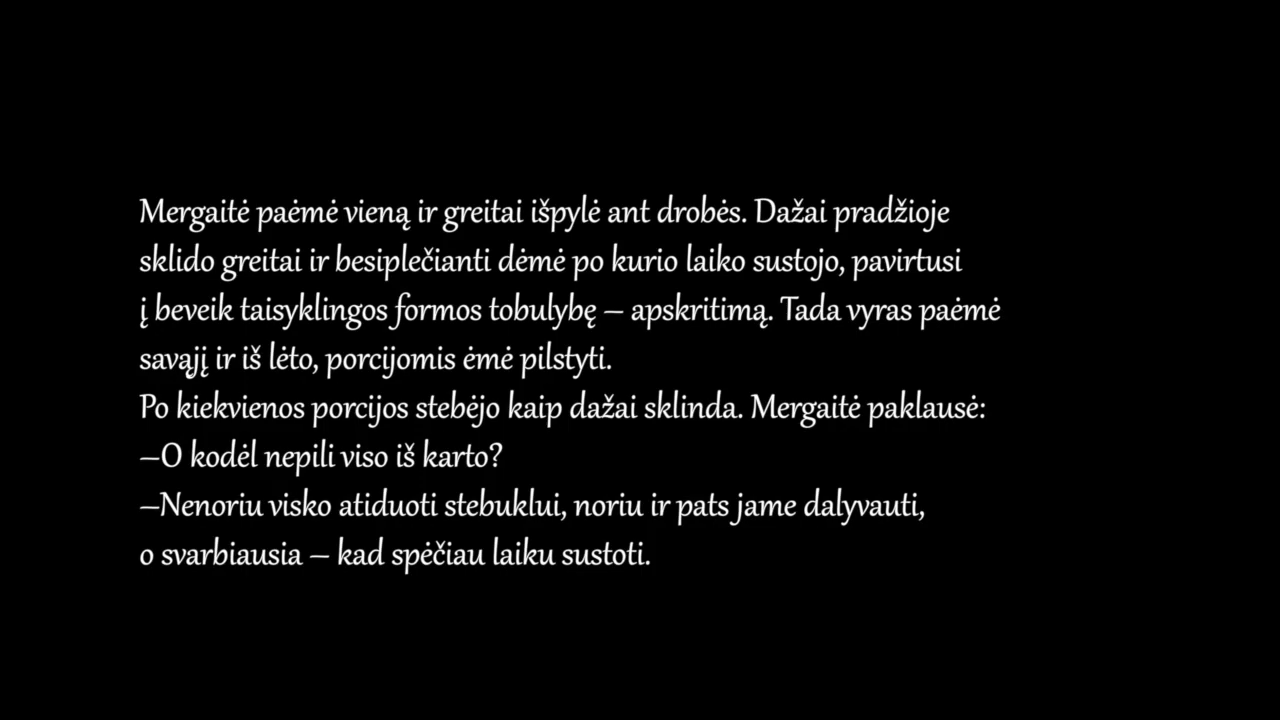 Mergaitė paėmė vieną ir greitai išpylė ant drobės. Dažai pradžioje
sklido greitai ir besiplečianti dėmė po kurio laiko sustojo, pavirtusi
į beveik taisyklingos formos tobulybę – apskritimą. Tada vyras paėmė
savąjį ir iš lėto, porcijomis ėmė pilstyti.
Po kiekvienos porcijos stebėjo kaip dažai sklinda. Mergaitė paklausė:
–O kodėl nepili viso iš karto?
–Nenoriu visko atiduoti stebuklui, noriu ir pats jame dalyvauti,
o svarbiausia – kad spėčiau laiku sustoti.